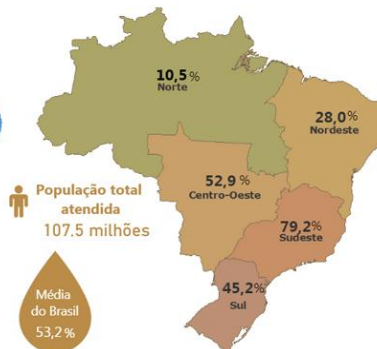 10,5%
Norte
28,0%
Nordeste
52,9%
Centro-Oeste
População total
atendida
107.5 milhões
79,2%
Sudeste
45,2%
Sul
Média
do Brasil
53,2%